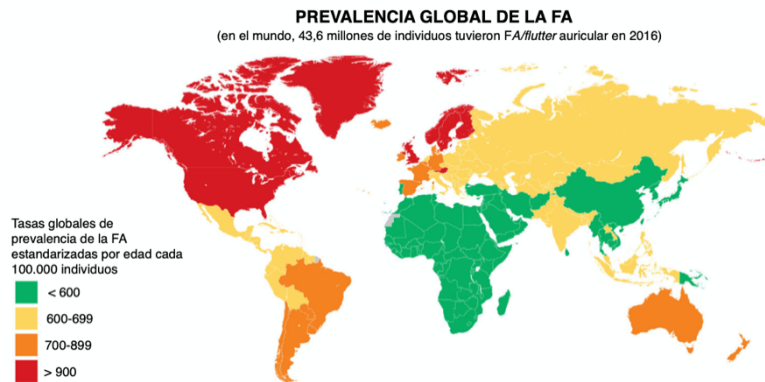 PREVALENCIA GLOBAL DE LA FA
(en el mundo, 43,6 millones de individuos tuvieron FA/flutter auricular en 2016)
Tasas globales de
prevalencia de la FA
estandarizadas por edad cada
100.000 individuos
< 600
600-699
700-899
> 900